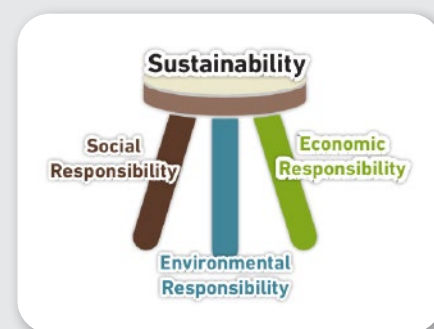 Sustainability
Social
Responsibility
Economic
Responsibility
Environmental
Responsibility